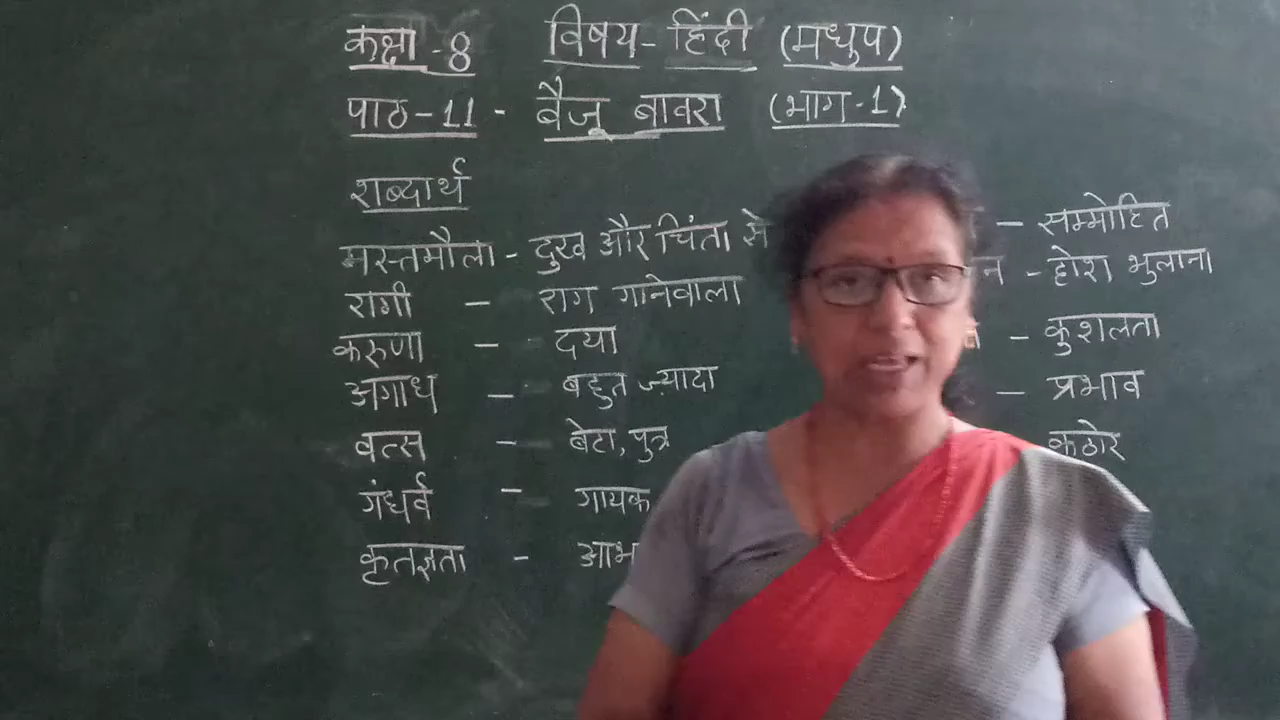 कक्षा -8 विषय- हिंदी (मधुप)
पाठ-11 - बैजू बावरा (भाग-1)
शब्दार्थ
मस्तमौला - दुख और चिंता से
रागी - राग गानेवाला
करुणा - दया
अगाध - बहुत ज़्यादा
वत्स - बेटा, पुत्र
गंधर्व - गायक
कृतज्ञता -
- सम्मोहित
- होश भुलाना
- कुशलता
- प्रभाव
कठोर